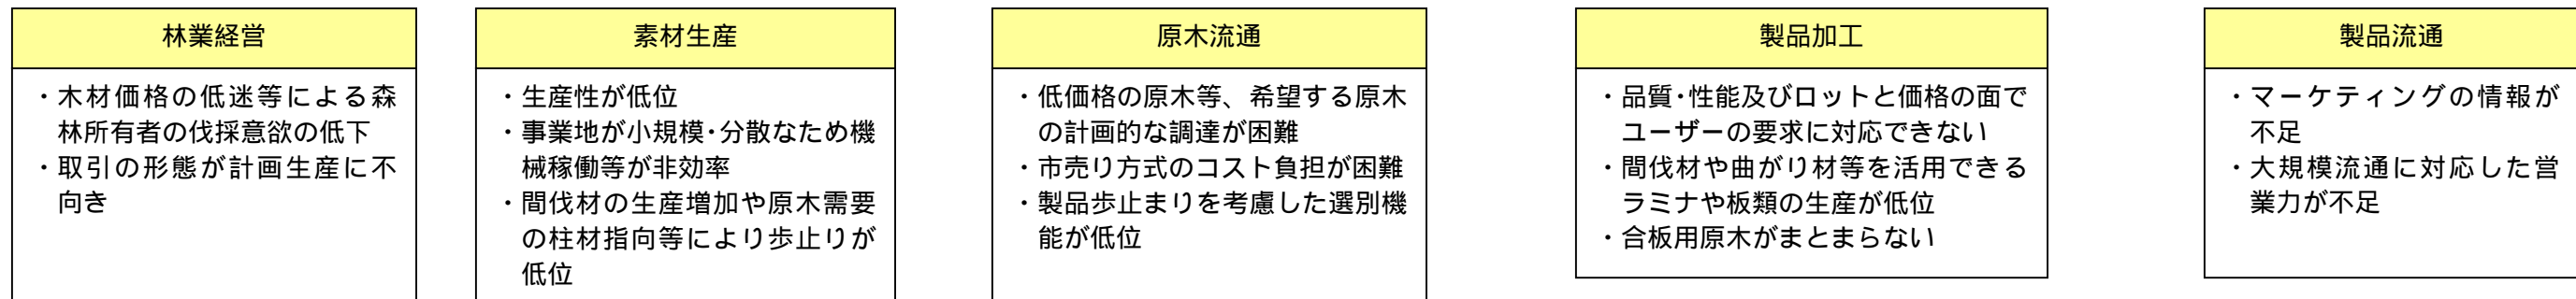 林業経営
・木材価格の低迷等による森
林所有者の伐採意欲の低下
・取引の形態が計画生産に不
向き
素材生産
・生産性が低位
・事業地が小規模･分散なため機
械稼働等が非効率
・間伐材の生産増加や原木需要
の柱材指向等により歩止りが
低位
原木流通
・低価格の原木等、希望する原木
の計画的な調達が困難
・市売り方式のコスト負担が困難
・製品歩止まりを考慮した選別機
能が低位
製品加工
・品質･性能及びロットと価格の面で
ユーザーの要求に対応できない
・間伐材や曲がり材等を活用できる
ラミナや板類の生産が低位
・合板用原木がまとまらない
製品流通
・マーケティングの情報が
不足
・大規模流通に対応した営
業力が不足